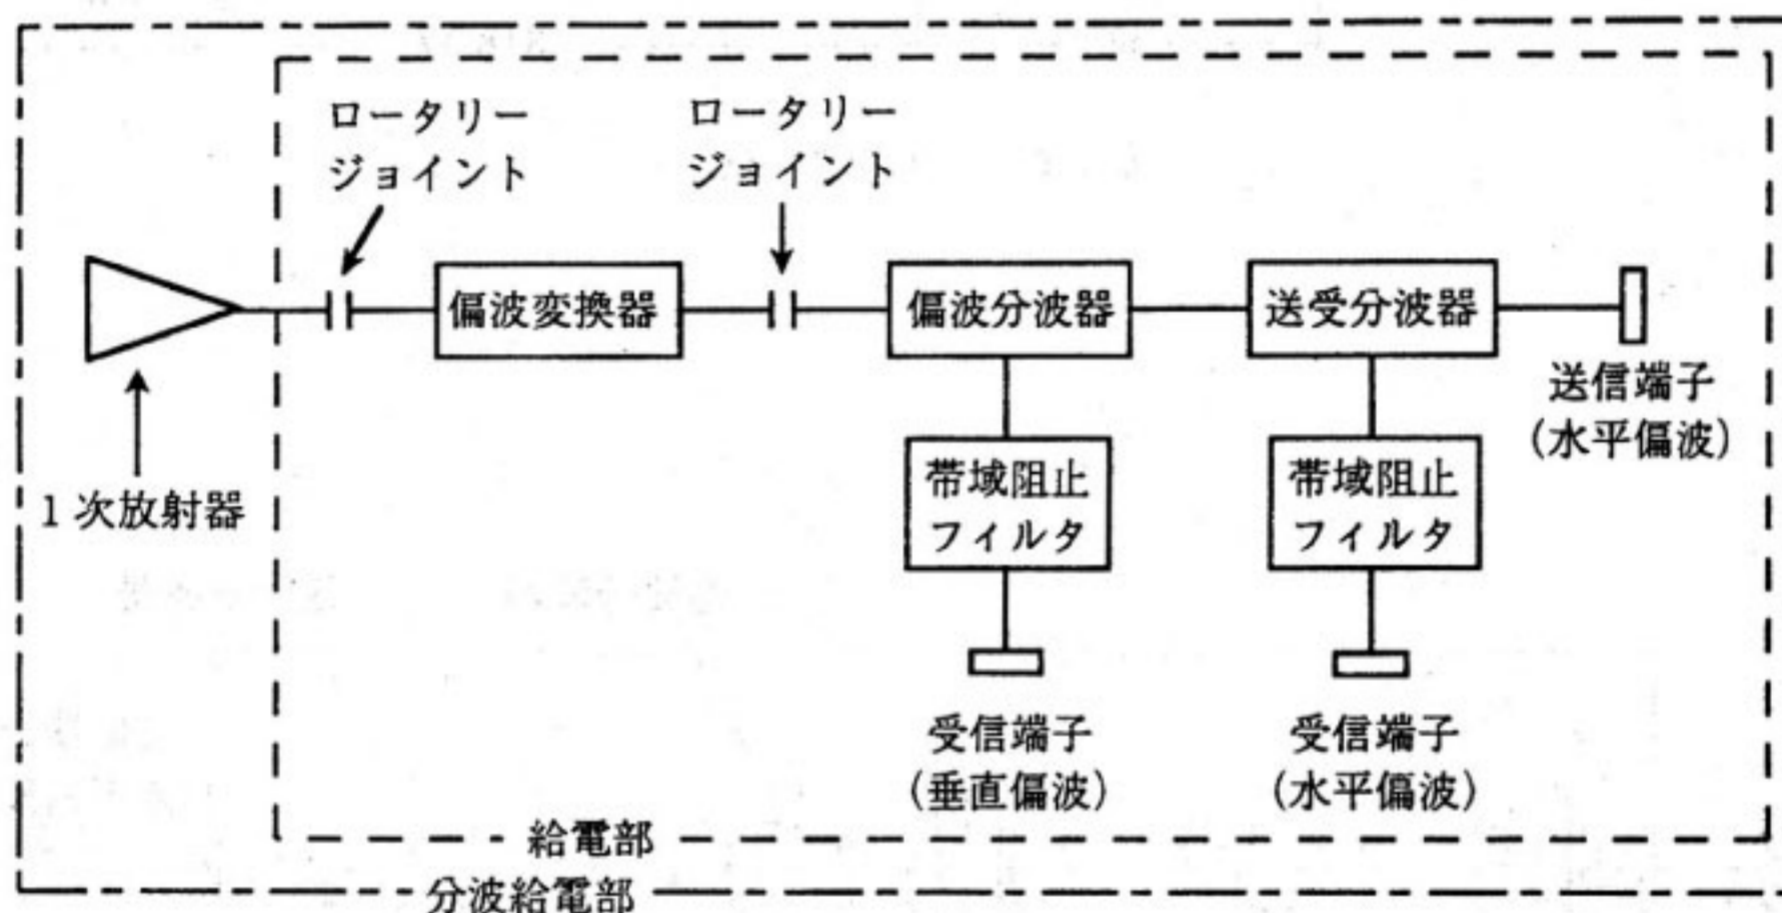 ロータリー
ジョイント
ロータリー
ジョイント
偏波変換器
偏波分波器
送受分波器
送信端子
(水平偏波)
1次放射器
帯域阻止
フィルタ
帯域阻止
フィルタ
受信端子
(垂直偏波)
受信端子
(水平偏波)
給電部
分波給電部